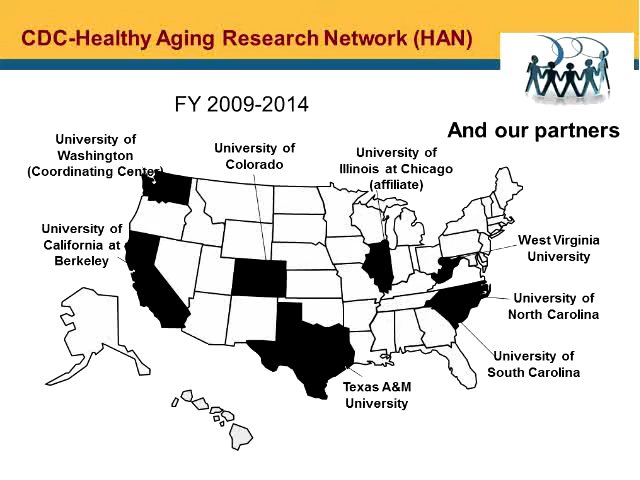 CDC-Healthy Aging Research Network (HAN)
FY 2009-2014
And our partners
University of
Washington
(Coordinating Center)
University of
Colorado
University of
Illinois at Chicago
(affiliate)
University of
California at
Berkeley
West Virginia
University
University of
North Carolina
University of
South Carolina
Texas A&M
University